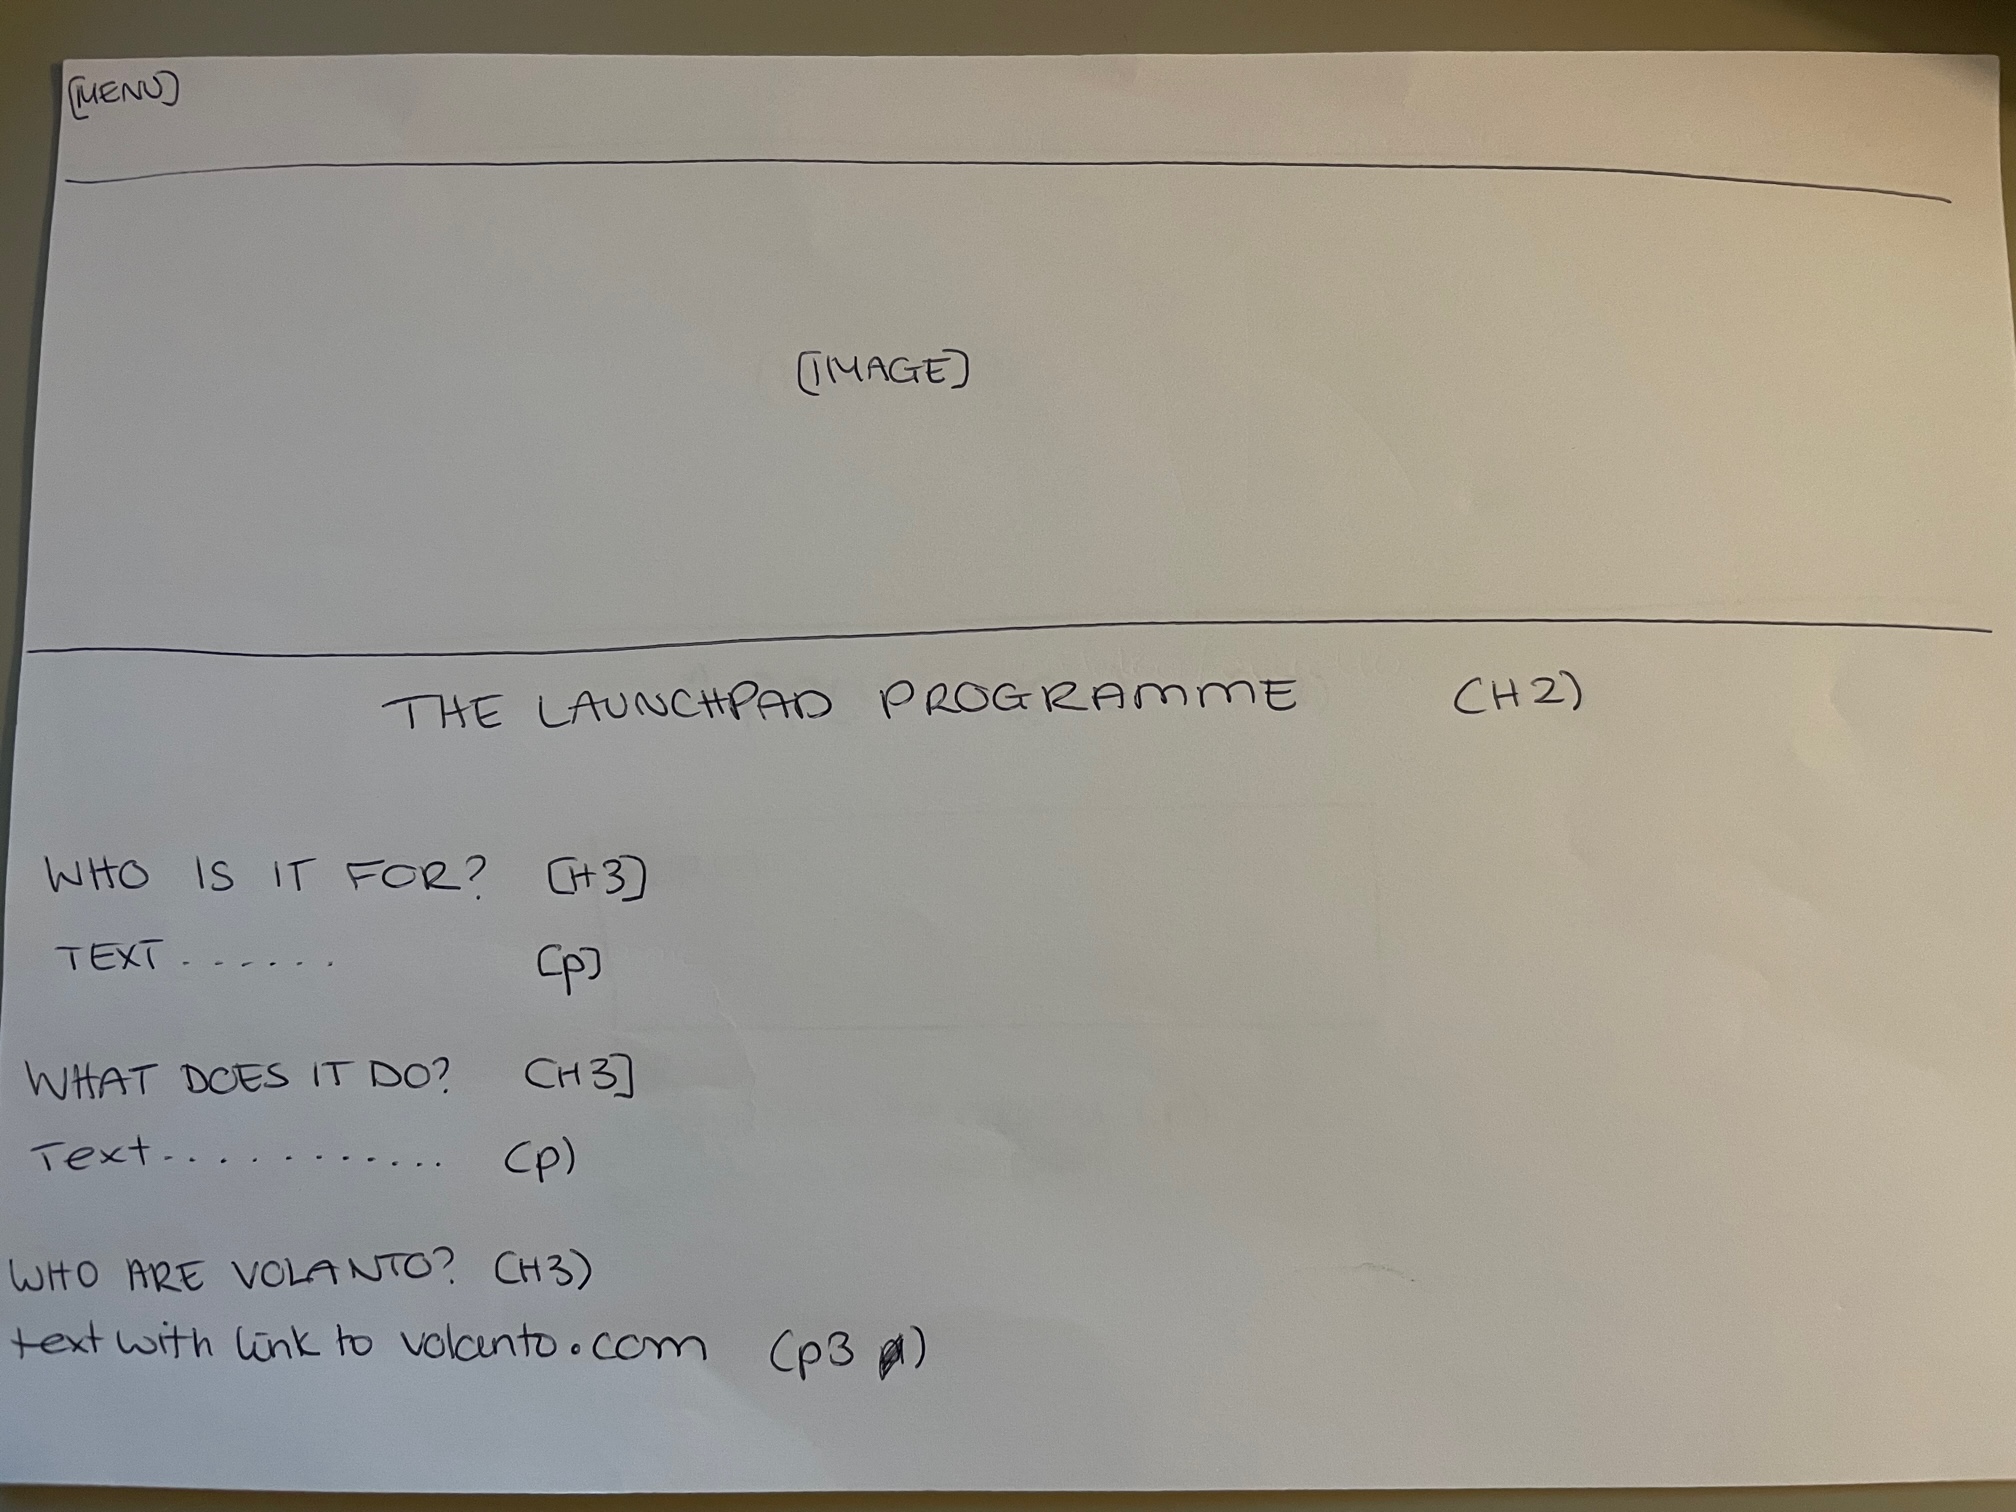 [MENU]
[IMAGE]
THE LAUNCHPAD PROGRAMME (H2)
WHO IS IT FOR? [H3]
TEXT...... [p]
WHAT DOES IT DO? [H3]
Text......... (p)
WHO ARE VOLANTO? (H3)
text with link to volanto.com (p3)